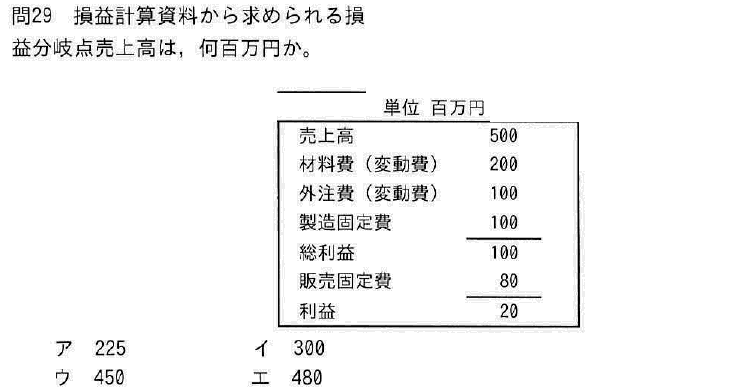 問29　損益計算資料から求められる損
益分岐点売上高は，何百万円か。
単位 百万円
売上高 500
材料費（変動費） 200
外注費（変動費） 100
製造固定費 100
総利益 100
販売固定費 80
利益 20
ア 225 イ 300
ウ 450 エ 480